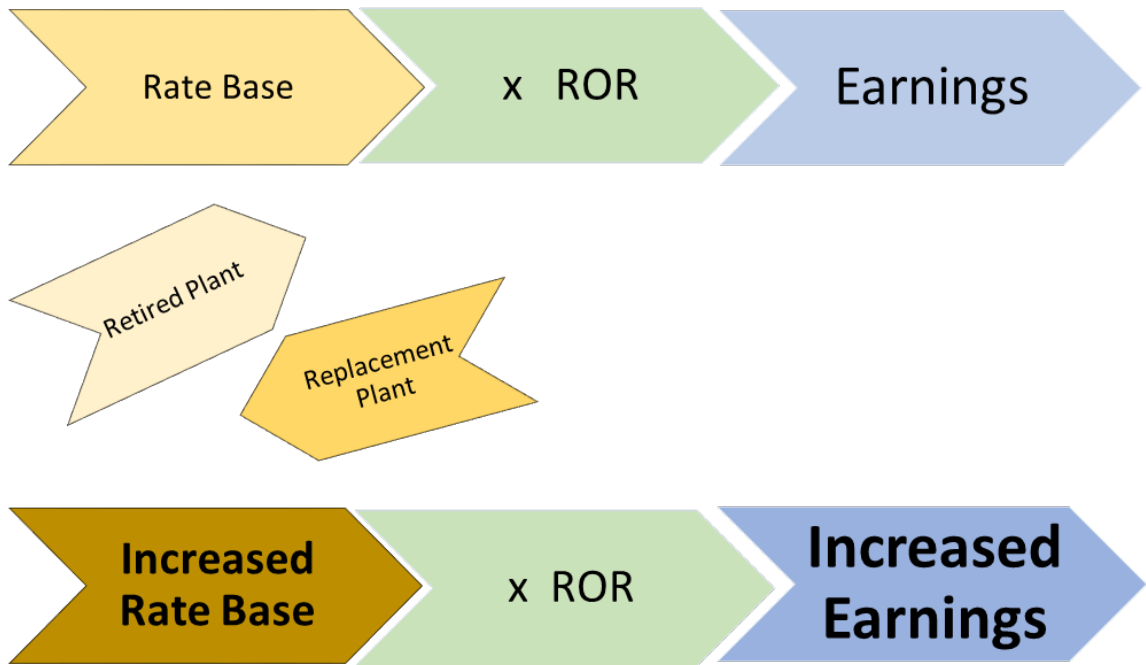 Rate Base
x ROR
Earnings
Retired Plant
Replacement
Plant
Increased
Rate Base
x ROR
Increased
Earnings